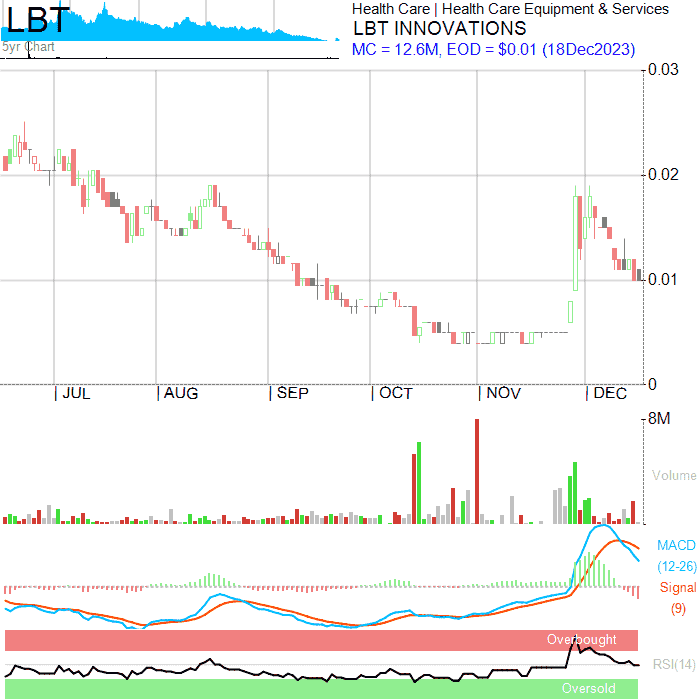 LBT
5yr Chart
Health Care | Health Care Equipment & Services
LBT INNOVATIONS
MC = 12.6M, EOD = $0.01 (18Dec2023)
0.03
0.02
0.01
0
| JUL | AUG | SEP | OCT | NOV | DEC
8M
Volume
MACD
(12-26)
Signal
(9)
Overbought
RSI(14)
Oversold